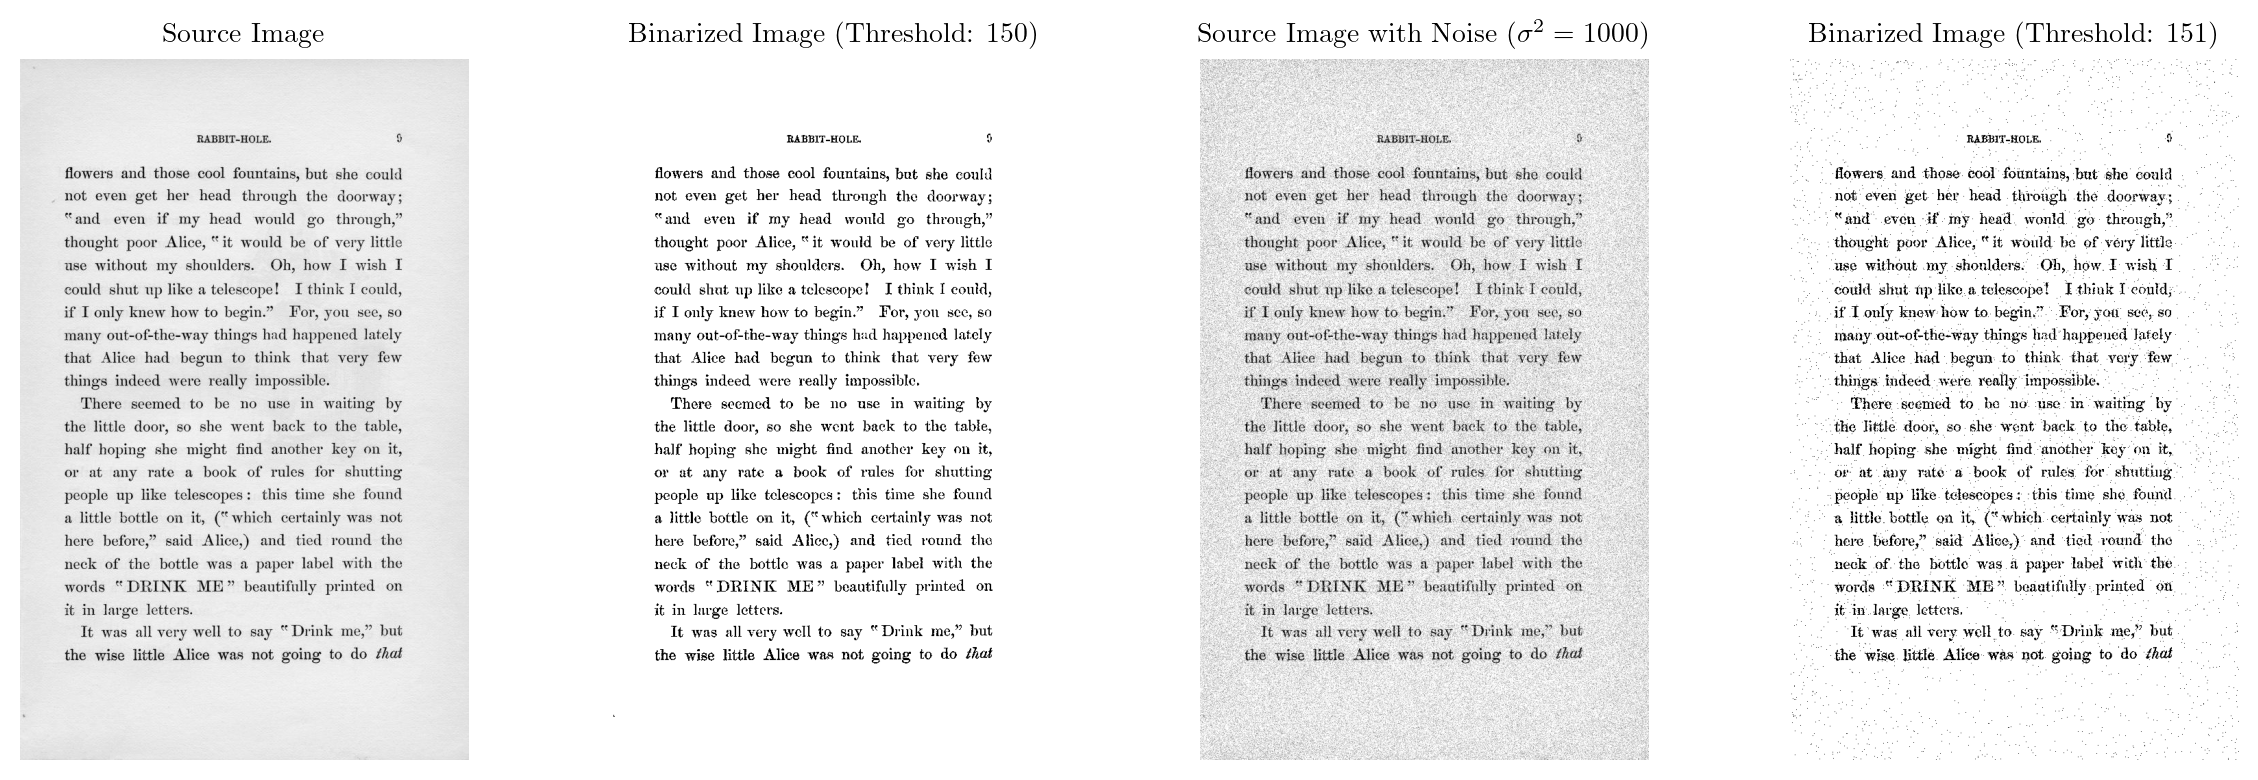 Source Image
RABBIT-HOLE. 9
flowers and those cool fountains, but she could
not even get her head through the doorway;
"and even if my head would go through,"
thought poor Alice, "it would be of very little
use without my shoulders. Oh, how I wish I
could shut up like a telescope! I think I could,
if I only knew how to begin." For, you see, so
many out-of-the-way things had happened lately
that Alice had begun to think that very few
things indeed were really impossible.
There seemed to be no use in waiting by
the little door, so she went back to the table,
half hoping she might find another key on it,
or at any rate a book of rules for shutting
people up like telescopes: this time she found
a little bottle on it, ("which certainly was not
here before," said Alice,) and tied round the
neck of the bottle was a paper label with the
words "DRINK ME" beautifully printed on
it in large letters.
It was all very well to say "Drink me," but
the wise little Alice was not going to do that
Binarized Image (Threshold: 150)
RABBIT-HOLE. 9
flowers and those cool fountains, but she could
not even get her head through the doorway;
"and even if my head would go through,"
thought poor Alice, "it would be of very little
use without my shoulders. Oh, how I wish I
could shut up like a telescope! I think I could,
if I only knew how to begin." For, you see, so
many out-of-the-way things had happened lately
that Alice had begun to think that very few
things indeed were really impossible.
There seemed to be no use in waiting by
the little door, so she went back to the table,
half hoping she might find another key on it,
or at any rate a book of rules for shutting
people up like telescopes: this time she found
a little bottle on it, ("which certainly was not
here before," said Alice,) and tied round the
neck of the bottle was a paper label with the
words "DRINK ME" beautifully printed on
it in large letters.
It was all very well to say "Drink me," but
the wise little Alice was not going to do that
Source Image with Noise (σ² = 1000)
RABBIT-HOLE. 9
flowers and those cool fountains, but she could
not even get her head through the doorway;
"and even if my head would go through,"
thought poor Alice, "it would be of very little
use without my shoulders. Oh, how I wish I
could shut up like a telescope! I think I could,
if I only knew how to begin." For, you see, so
many out-of-the-way things had happened lately
that Alice had begun to think that very few
things indeed were really impossible.
There seemed to be no use in waiting by
the little door, so she went back to the table,
half hoping she might find another key on it,
or at any rate a book of rules for shutting
people up like telescopes: this time she found
a little bottle on it, ("which certainly was not
here before," said Alice,) and tied round the
neck of the bottle was a paper label with the
words "DRINK ME" beautifully printed on
it in large letters.
It was all very well to say "Drink me," but
the wise little Alice was not going to do that
Binarized Image (Threshold: 151)
RABBIT-HOLE. 9
flowers and those cool fountains, but she could
not even get her head through the doorway;
"and even if my head would go through,"
thought poor Alice, "it would be of very little
use without my shoulders. Oh, how I wish I
could shut up like a telescope! I think I could,
if I only knew how to begin." For, you see, so
many out-of-the-way things had happened lately
that Alice had begun to think that very few
things indeed were really impossible.
There seemed to be no use in waiting by
the little door, so she went back to the table,
half hoping she might find another key on it,
or at any rate a book of rules for shutting
people up like telescopes: this time she found
a little bottle on it, ("which certainly was not
here before," said Alice,) and tied round the
neck of the bottle was a paper label with the
words "DRINK ME" beautifully printed on
it in large letters.
It was all very well to say "Drink me," but
the wise little Alice was not going to do that